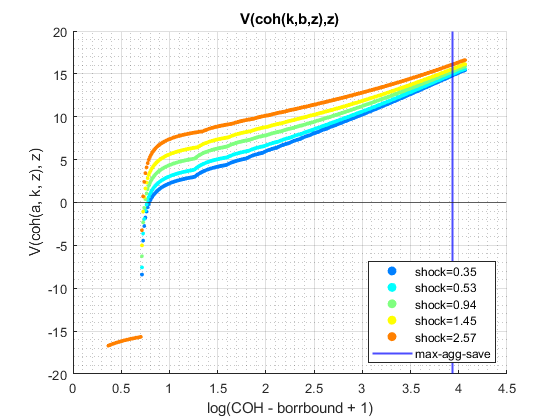 V(coh(k,b,z),z)
V(coh(a, k, z), z)
20
15
10
5
0
-5
-10
-15
-20
shock=0.35
shock=0.53
shock=0.94
shock=1.45
shock=2.57
max-agg-save
0 0.5 1 1.5 2 2.5 3 3.5 4 4.5
log(COH - borrbound + 1)